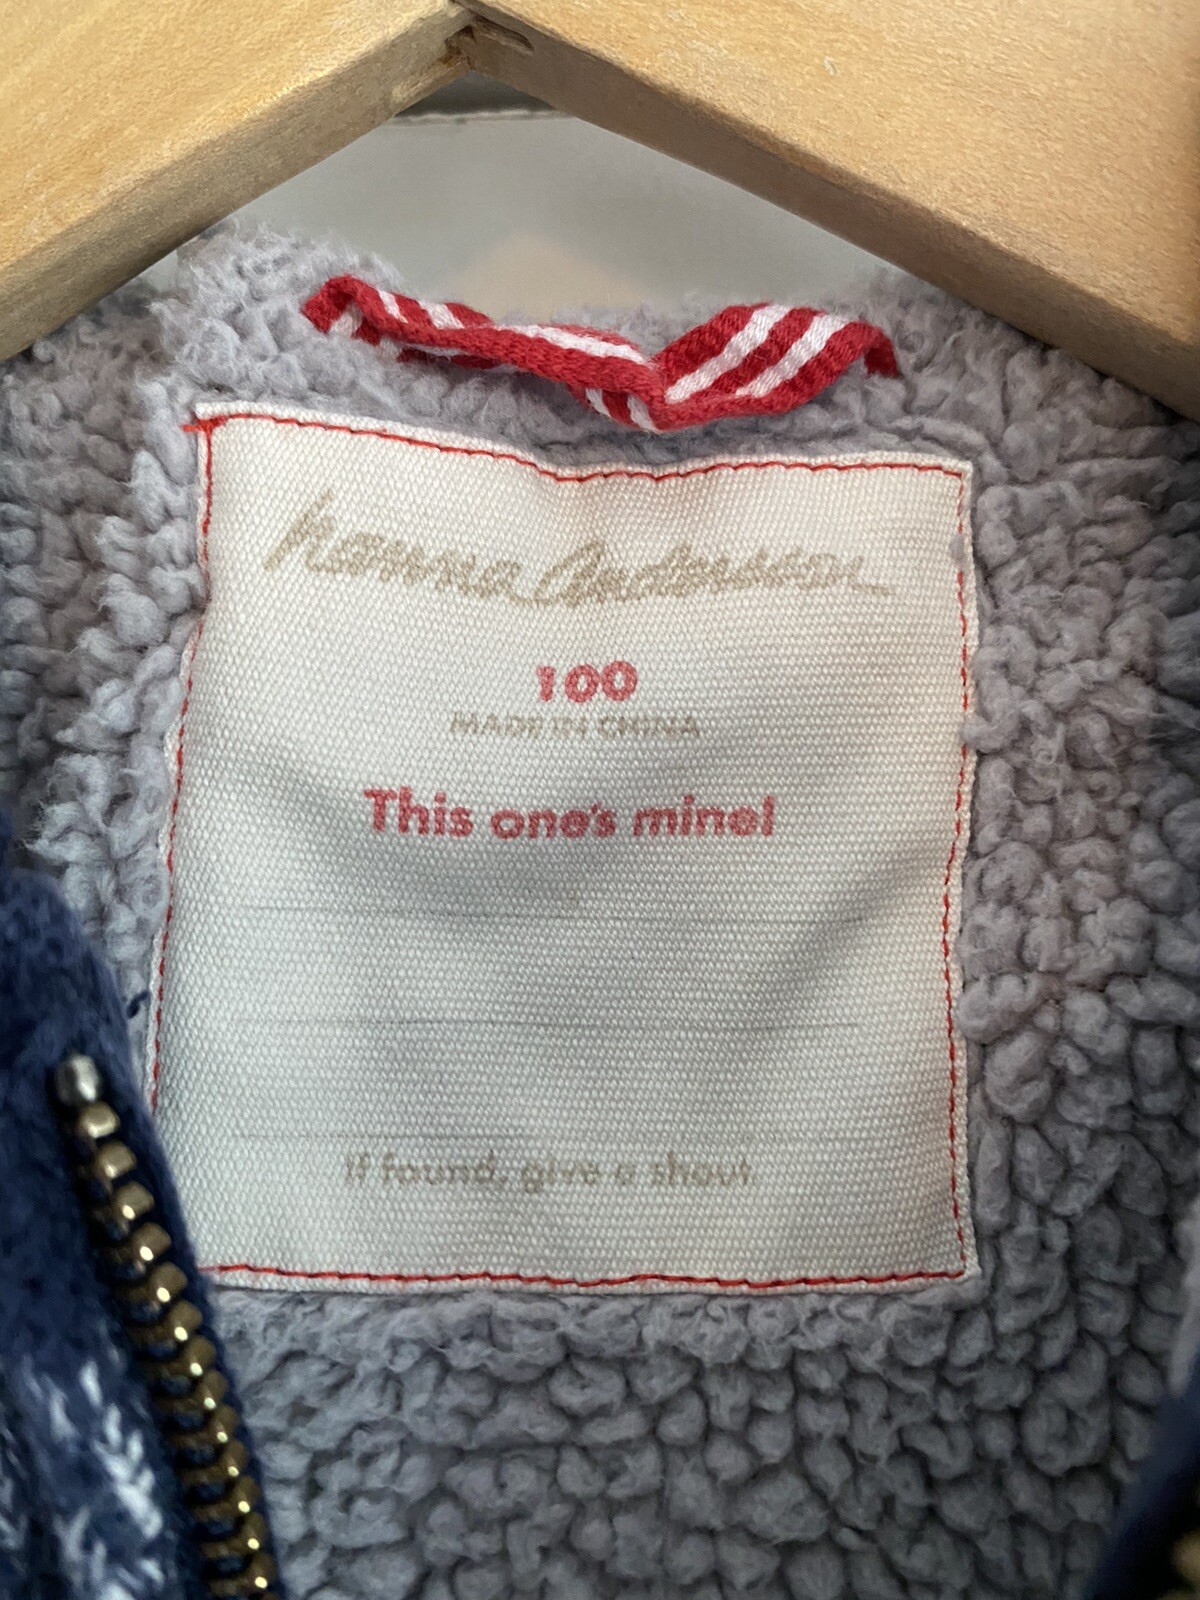 hanna Andersson
100
MADE IN CHINA
This one's mine!
If found, give a shout